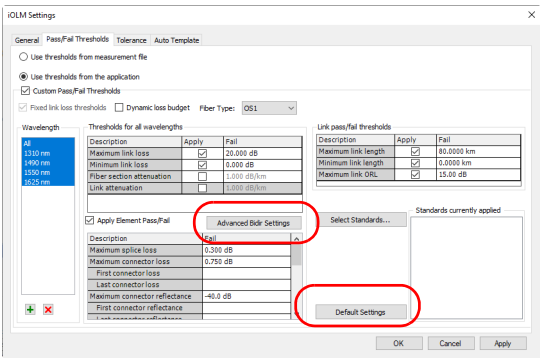 iOLM Settings
General Pass/Fail Thresholds Tolerance Auto Template
Use thresholds from measurement file
Use thresholds from the application
Custom Pass/Fail Thresholds
Fixed link loss thresholds Dynamic loss budget Fiber Type: OS1
Wavelength
All
1310 nm
1490 nm
1550 nm
1625 nm
Thresholds for all wavelengths
Description Apply Fail
Maximum link loss 20.000 dB
Minimum link loss 0.000 dB
Fiber section attenuation 1.000 dB/km
Link attenuation 1.000 dB/km
Apply Element Pass/Fail Advanced Bidir Settings
Description Fail
Maximum splice loss 0.300 dB
Maximum connector loss 0.750 dB
First connector loss
Last connector loss
Maximum connector reflectance -40.0 dB
First connector reflectance
Last connector reflectance
Link pass/fail thresholds
Description Apply Fail
Maximum link length 80.0000 km
Minimum link length 0.0000 km
Maximum link ORL 15.00 dB
Select Standards...
Standards currently applied
Default Settings
OK Cancel Apply